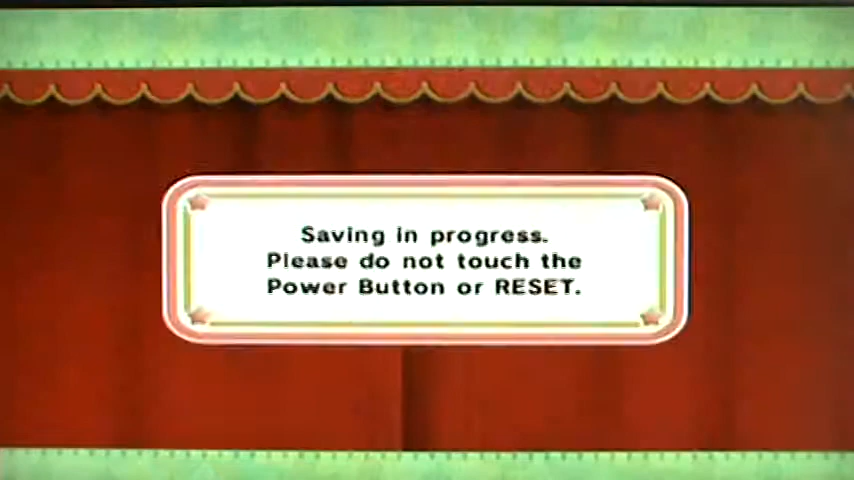 Saving in progress.
Please do not touch the
Power Button or RESET.